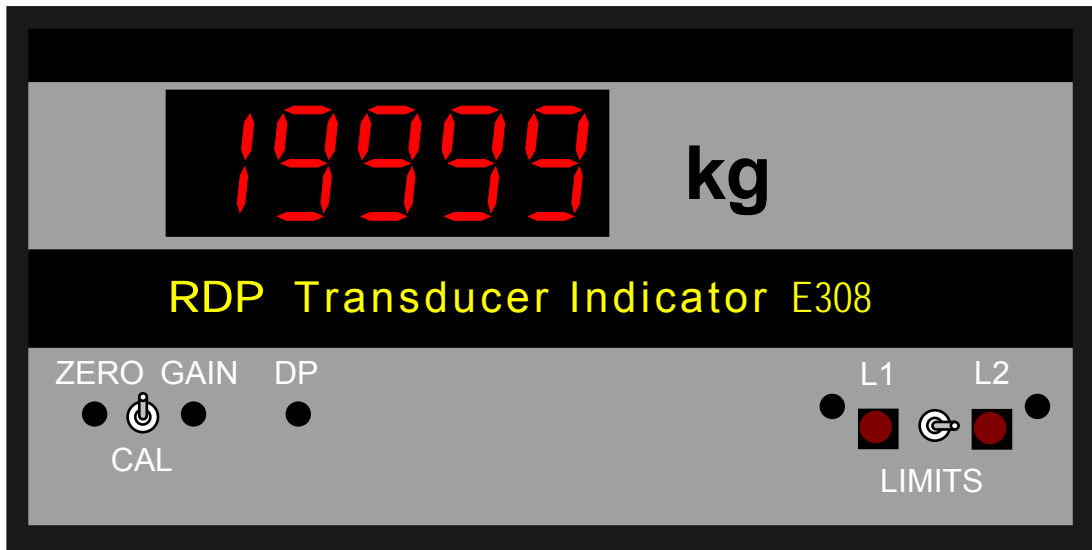 19999 kg
RDP Transducer Indicator E308
ZERO GAIN DP L1 L2
CAL LIMITS